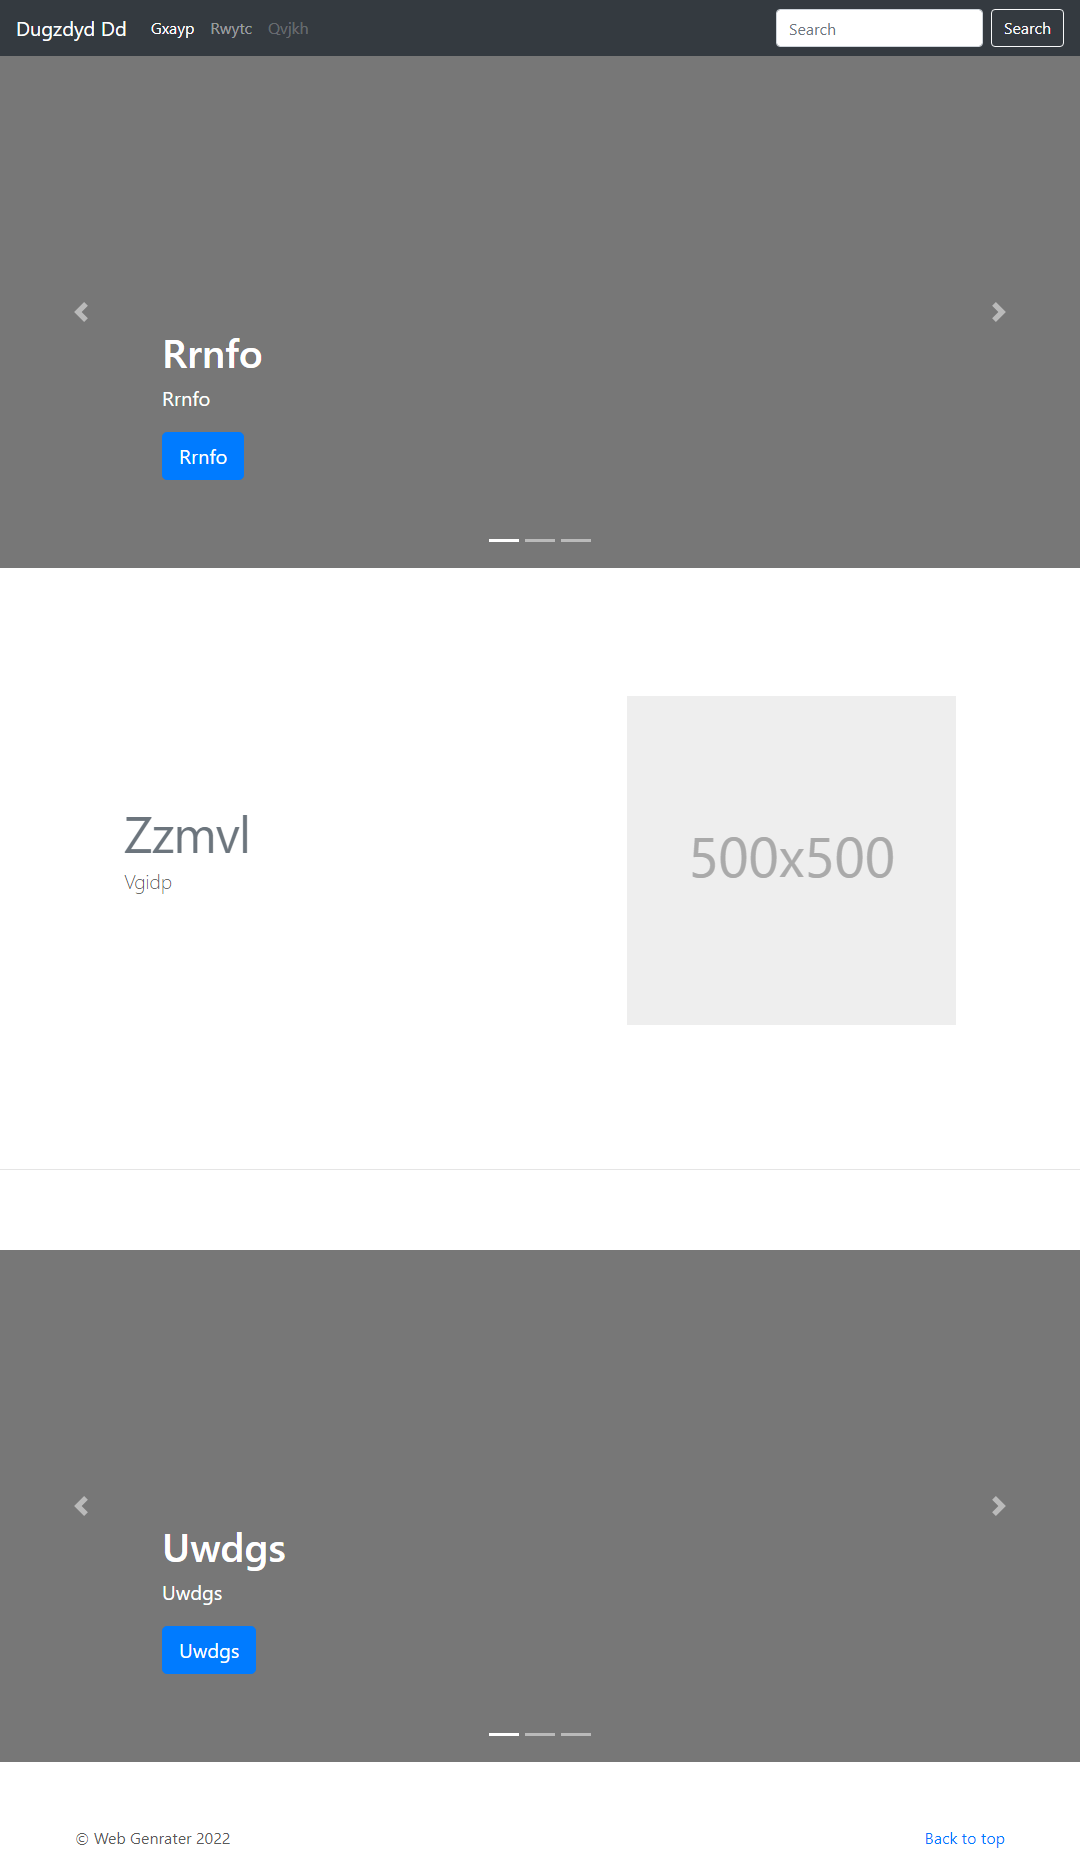 Dugzdyd Dd Gxayp Rwytc Qvjkh Search Search
Rrnfo
Rrnfo
Rrnfo
Zzmvl
Vgidp
500x500
Uwdgs
Uwdgs
Uwdgs
© Web Genrater 2022 Back to top